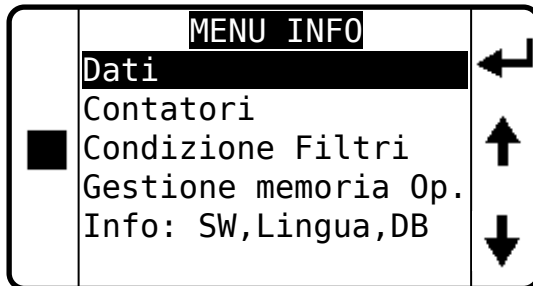 MENU INFO
Dati
Contatori
Condizione Filtri
Gestione memoria Op.
Info: SW,Lingua,DB